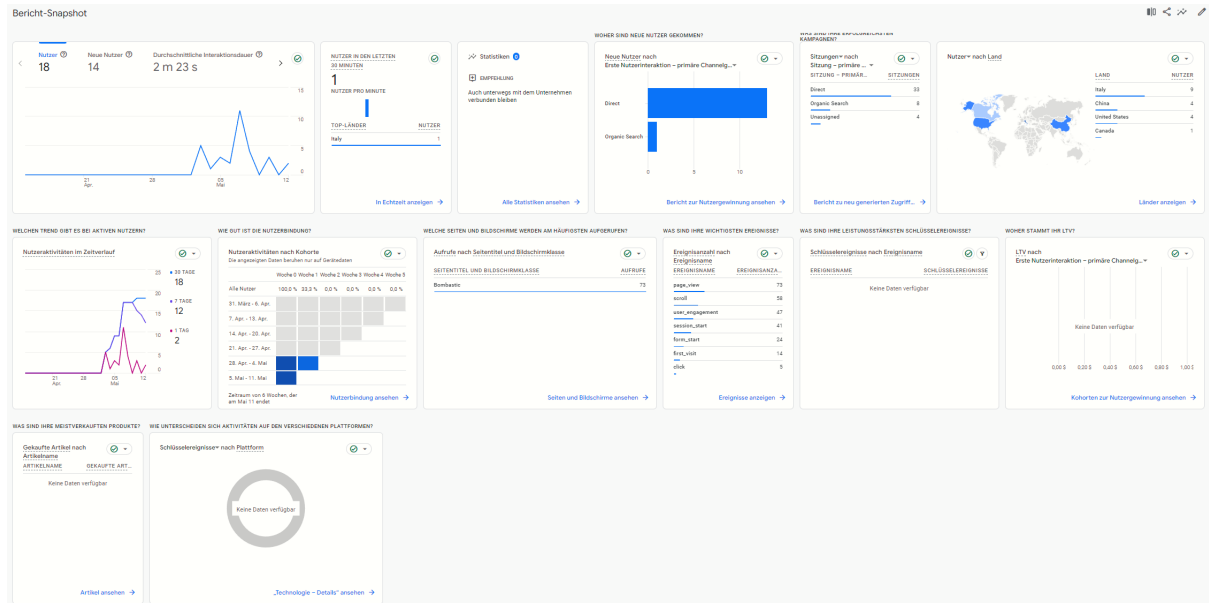 Bericht-Snapshot
Nutzer
18
Neue Nutzer
14
Durchschnittliche Interaktionsdauer
2 m 23 s
15
10
5
0
21
Apr.
28
05
Mai
12
NUTZER IN DEN LETZTEN
30 MINUTEN
1
NUTZER PRO MINUTE
TOP-LÄNDER NUTZER
Italy 1
In Echtzeit anzeigen
Statistiken
EMPFEHLUNG
Auch unterwegs mit dem Unternehmen
verbunden bleiben
Alle Statistiken ansehen
WOHER SIND NEUE NUTZER GEKOMMEN?
Neue Nutzer nach
Erste Nutzerinteraktion – primäre Channelg...
Direct
Organic Search
0 5 10
Bericht zur Nutzergewinnung ansehen
WAS SIND IHRE ERFOLGREICHSTEN
KAMPAGNEN?
Sitzungen nach
Sitzung – primäre ...
SITZUNG – PRIMÄR... SITZUNGEN
Direct 33
Organic Search 8
Unassigned 4
Bericht zu neu generierten Zugriff...
Nutzer nach Land
LAND NUTZER
Italy 9
China 4
United States 4
Canada 1
Länder anzeigen
WELCHEN TREND GIBT ES BEI AKTIVEN NUTZERN?
Nutzeraktivitäten im Zeitverlauf
25
20
15
10
5
0
21
Apr.
28
05
Mai
12
30 TAGE
18
7 TAGE
12
1 TAG
2
WIE GUT IST DIE NUTZERBINDUNG?
Nutzeraktivitäten nach Kohorte
Die angezeigten Daten beruhen nur auf Gerätedaten
Woche 0 Woche 1 Woche 2 Woche 3 Woche 4 Woche 5
Alle Nutzer 100,0 % 33,3 % 0,0 % 0,0 % 0,0 % 0,0 %
31. März - 6. Apr.
7. Apr. - 13. Apr.
14. Apr. - 20. Apr.
21. Apr. - 27. Apr.
28. Apr. - 4. Mai
5. Mai - 11. Mai
Zeitraum von 6 Wochen, der
am Mai 11 endet
Nutzerbindung ansehen
WELCHE SEITEN UND BILDSCHIRME WERDEN AM HÄUFIGSTEN AUFGERUFEN?
Aufrufe nach Seitentitel und Bildschirmklasse
SEITENTITEL UND BILDSCHIRMKLASSE AUFRUFE
Bombastic 73
Seiten und Bildschirme ansehen
WAS SIND IHRE WICHTIGSTEN EREIGNISSE?
Ereignisanzahl nach
Ereignisname
EREIGNISNAME EREIGNISANZA...
page_view 73
scroll 58
user_engagement 47
session_start 41
form_start 24
first_visit 14
click 5
Ereignisse anzeigen
WAS SIND IHRE LEISTUNGSSTÄRKSTEN SCHLÜSSELEREIGNISSE?
Schlüsselereignisse nach Ereignisname
EREIGNISNAME SCHLÜSSELEREIGNISSE
Keine Daten verfügbar
WOHER STAMMT IHR LTV?
LTV nach
Erste Nutzerinteraktion – primäre Channelg...
Keine Daten verfügbar
0,00 $ 0,20 $ 0,40 $ 0,60 $ 0,80 $ 1,00 $
Kohorten zur Nutzergewinnung ansehen
WAS SIND IHRE MEISTVERKAUFTEN PRODUKTE?
Gekaufte Artikel nach
Artikelname
ARTIKELNAME GEKAUFTE ART...
Keine Daten verfügbar
Artikel ansehen
WIE UNTERSCHEIDEN SICH AKTIVITÄTEN AUF DEN VERSCHIEDENEN PLATTFORMEN?
Schlüsselereignisse nach Plattform
Keine Daten verfügbar
„Technologie – Details" ansehen